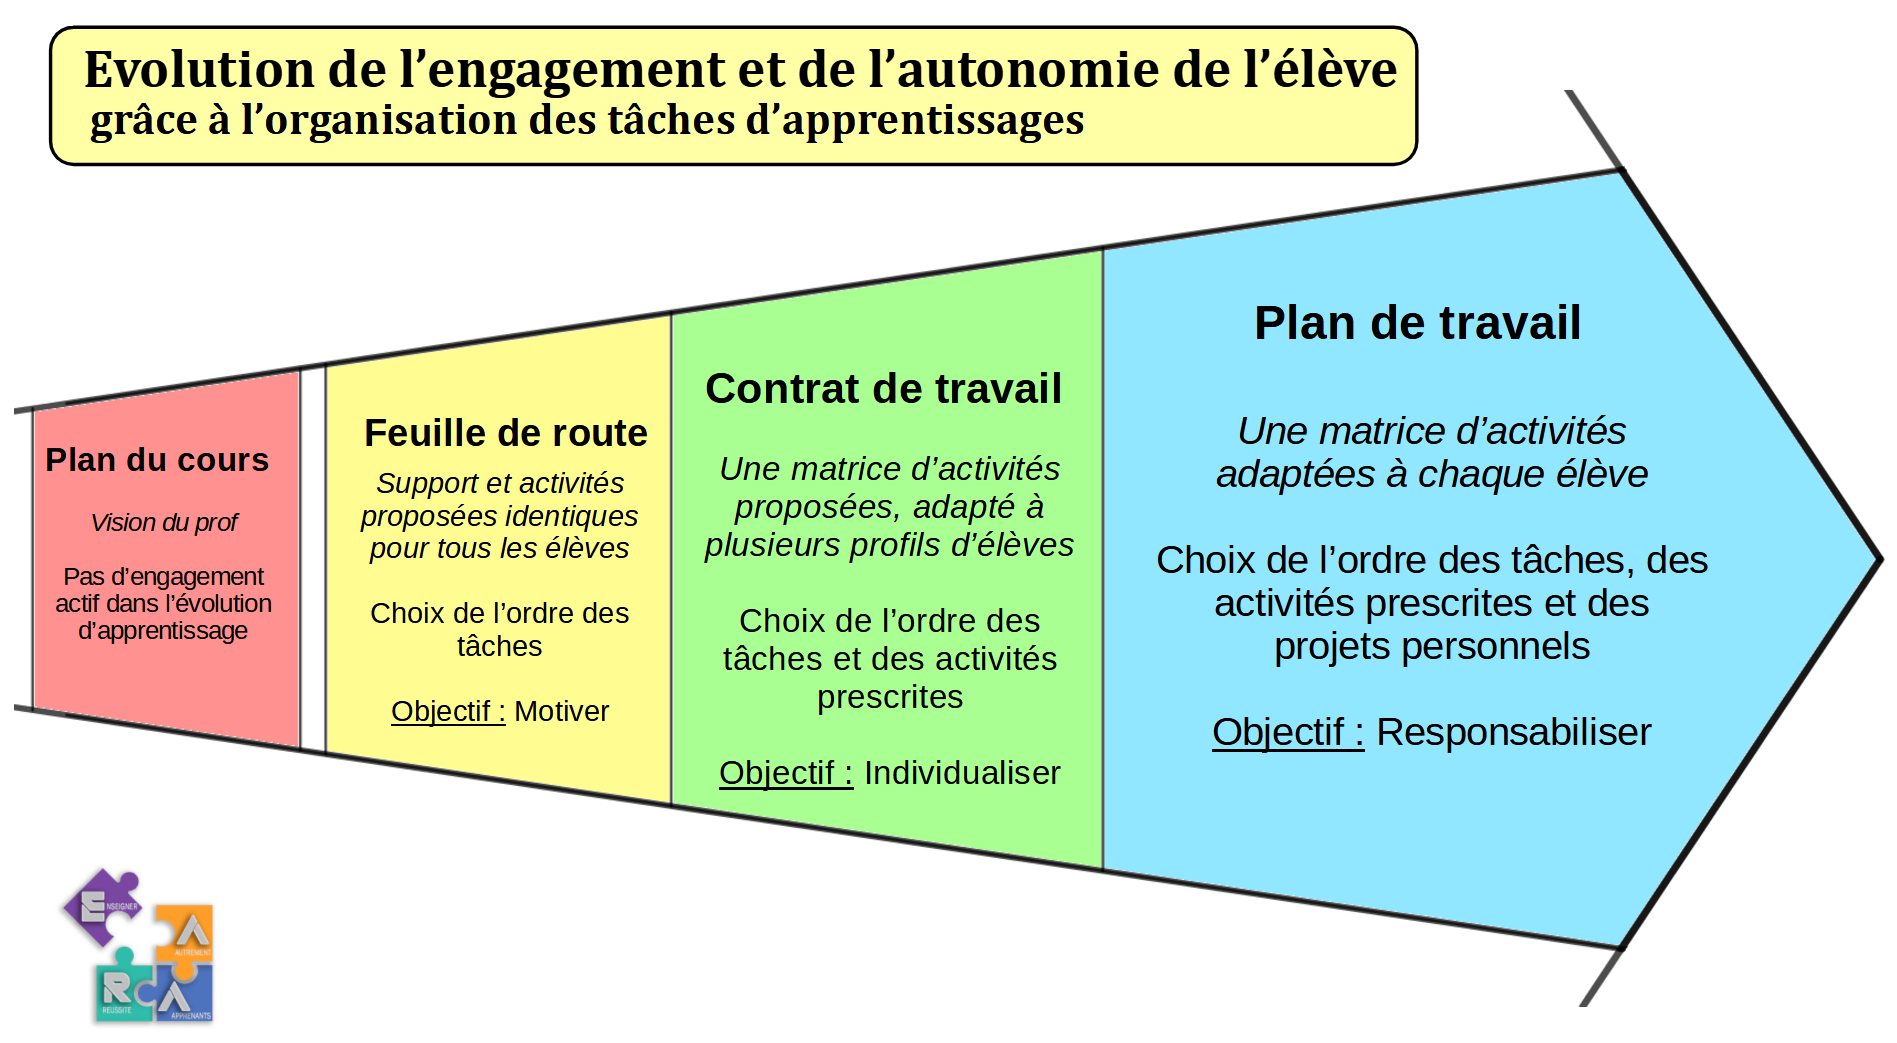 Evolution de l’engagement et de l’autonomie de l’élève
grâce à l’organisation des tâches d’apprentissages
Plan du cours
Vision du prof
Pas d’engagement
actif dans l’évolution
d’apprentissage
Feuille de route
Support et activités
proposées identiques
pour tous les élèves
Choix de l’ordre des
tâches
Objectif : Motiver
Contrat de travail
Une matrice d’activités
proposées, adapté à
plusieurs profils d’élèves
Choix de l’ordre des
tâches et des activités
prescrites
Objectif : Individualiser
Plan de travail
Une matrice d’activités
adaptées à chaque élève
Choix de l’ordre des tâches, des
activités prescrites et des
projets personnels
Objectif : Responsabiliser
ENSEIGNER
A
AUTREMENT
R C A
REUSSITE
APPRENANTS